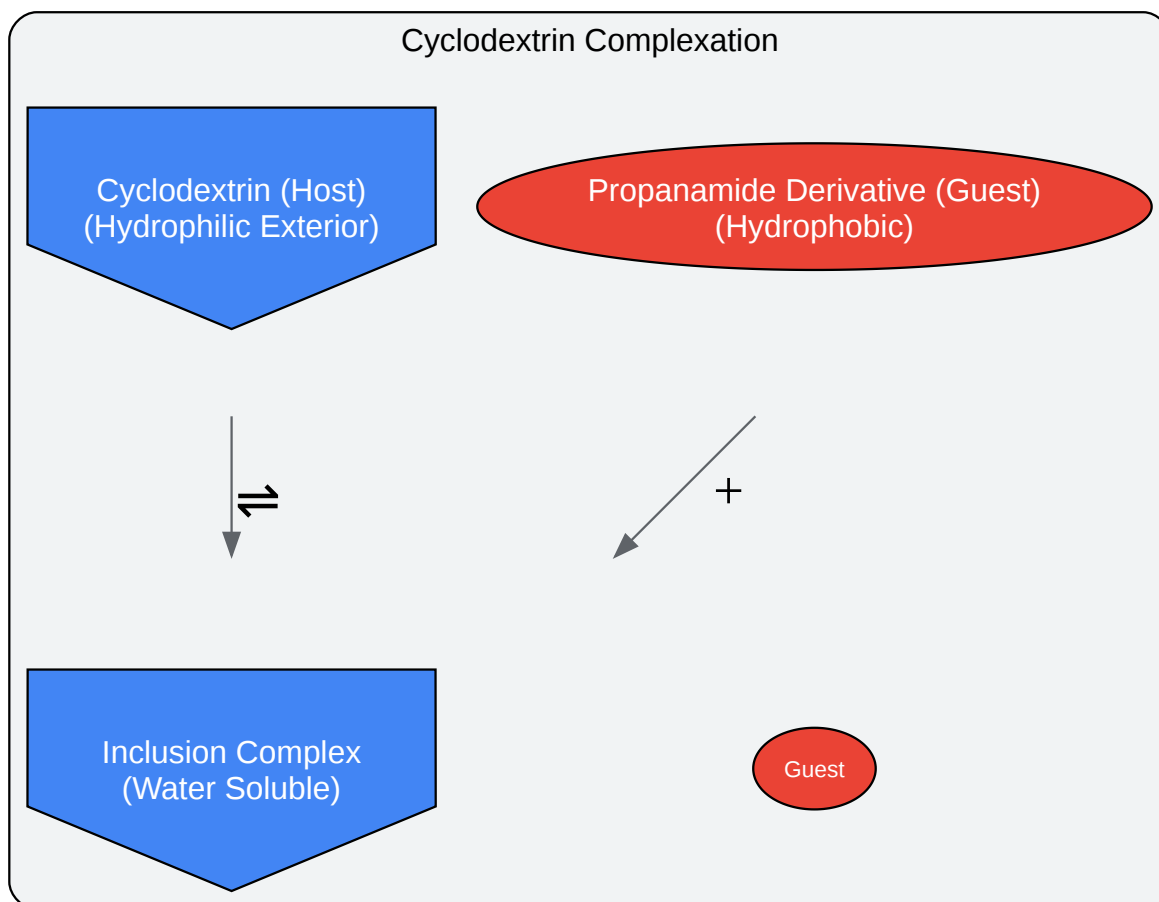 Cyclodextrin Complexation
Cyclodextrin (Host)
(Hydrophilic Exterior)
Propanamide Derivative (Guest)
(Hydrophobic)
⇌
+
Inclusion Complex
(Water Soluble)
Guest